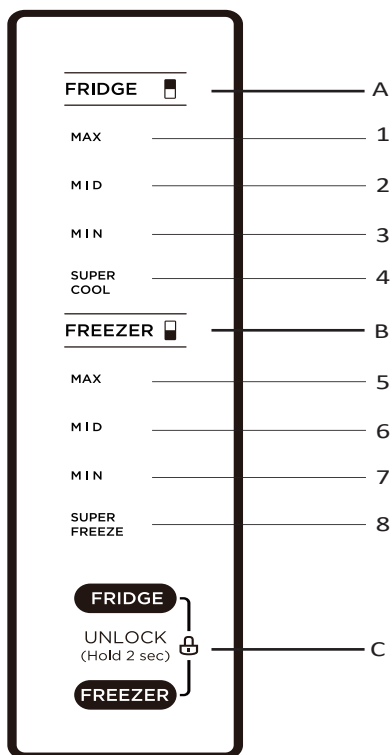 FRIDGE A
MAX 1
MID 2
MIN 3
SUPER
COOL 4
FREEZER B
MAX 5
MID 6
MIN 7
SUPER
FREEZE 8
FRIDGE
UNLOCK
(Hold 2 sec) C
FREEZER